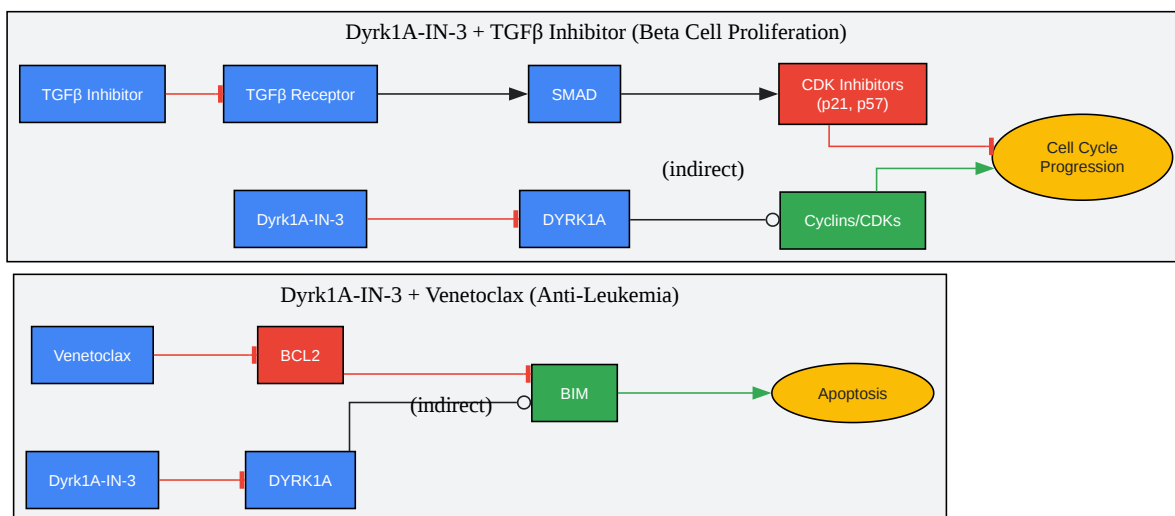 Dyrk1A-IN-3 + TGFβ Inhibitor (Beta Cell Proliferation)
TGFβ Inhibitor
TGFβ Receptor
SMAD
CDK Inhibitors
(p21, p57)
Cell Cycle
Progression
(indirect)
Dyrk1A-IN-3
DYRK1A
Cyclins/CDKs
Dyrk1A-IN-3 + Venetoclax (Anti-Leukemia)
Venetoclax
BCL2
BIM
Apoptosis
(indirect)
Dyrk1A-IN-3
DYRK1A